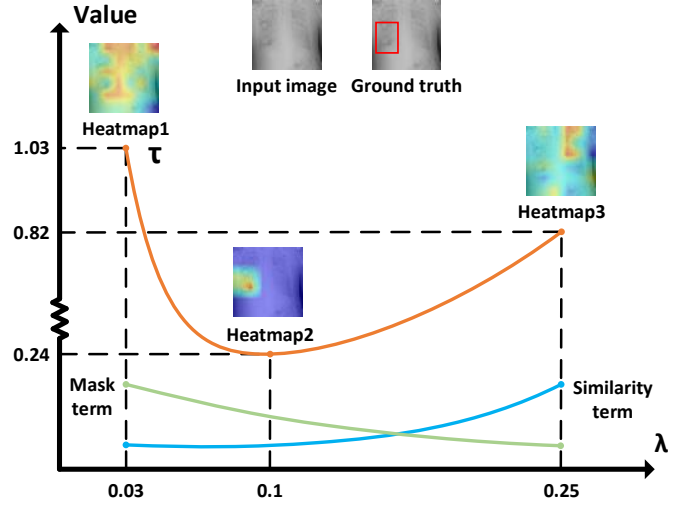 Value
Input image
Ground truth
Heatmap1
1.03
τ
Heatmap3
0.82
Heatmap2
0.24
Mask
term
Similarity
term
λ
0.03
0.1
0.25